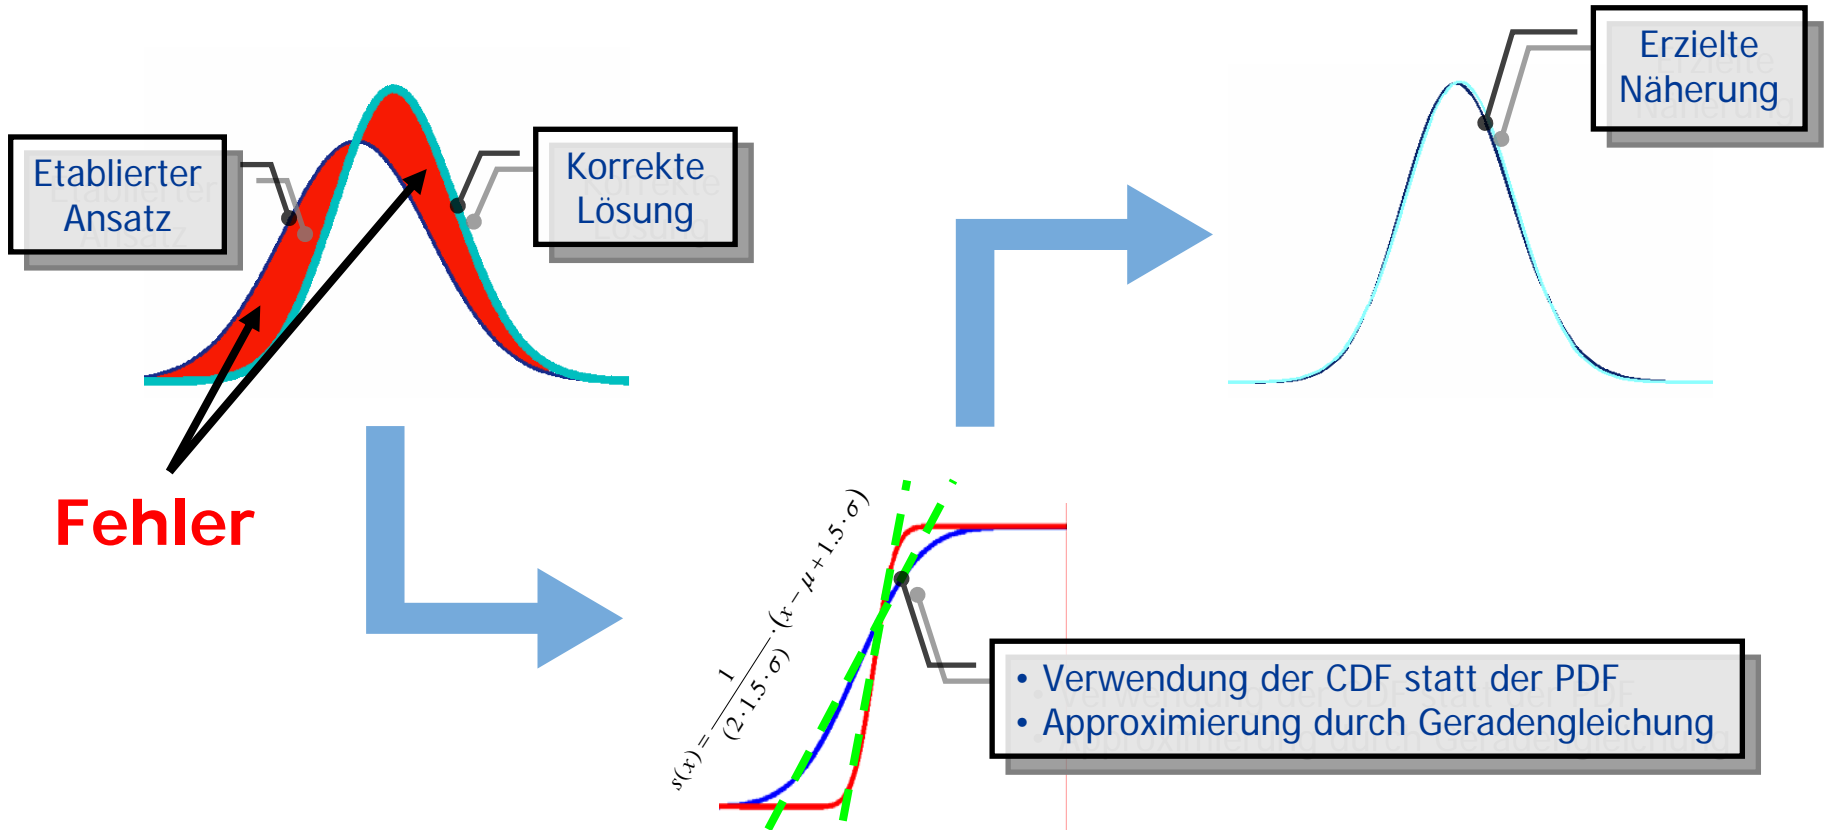 Etablierter
Ansatz
Korrekte
Lösung
Erzielte
Näherung
Fehler
s(x) = 1/(2·1.5·σ) · (x − μ + 1.5·σ)
• Verwendung der CDF statt der PDF
• Approximierung durch Geradengleichung